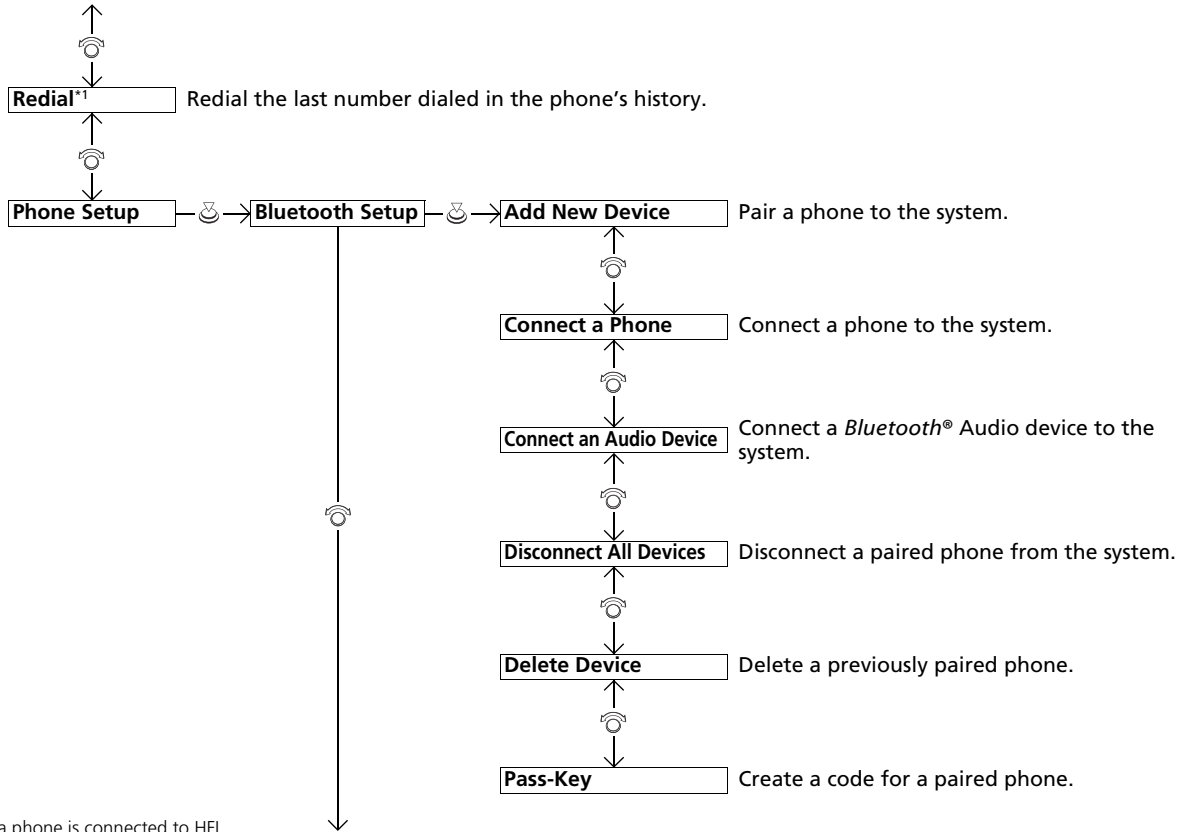 Redial*1 Redial the last number dialed in the phone's history.
Phone Setup Bluetooth Setup Add New Device Pair a phone to the system.
Connect a Phone Connect a phone to the system.
Connect an Audio Device Connect a Bluetooth® Audio device to the
system.
Disconnect All Devices Disconnect a paired phone from the system.
Delete Device Delete a previously paired phone.
Pass-Key Create a code for a paired phone.
a phone is connected to HFL